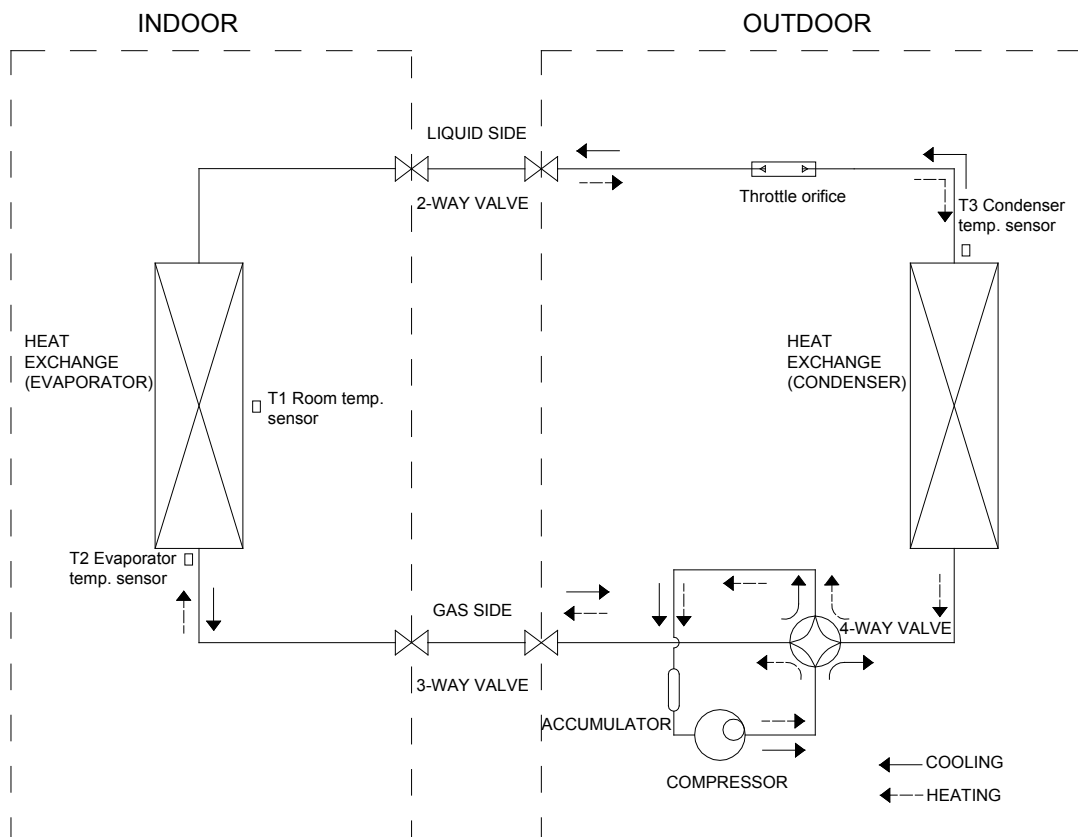 INDOOR
OUTDOOR
LIQUID SIDE
2-WAY VALVE
Throttle orifice
T3 Condenser
temp. sensor
HEAT
EXCHANGE
(EVAPORATOR)
T1 Room temp.
sensor
HEAT
EXCHANGE
(CONDENSER)
T2 Evaporator
temp. sensor
GAS SIDE
3-WAY VALVE
4-WAY VALVE
ACCUMULATOR
COMPRESSOR
COOLING
HEATING